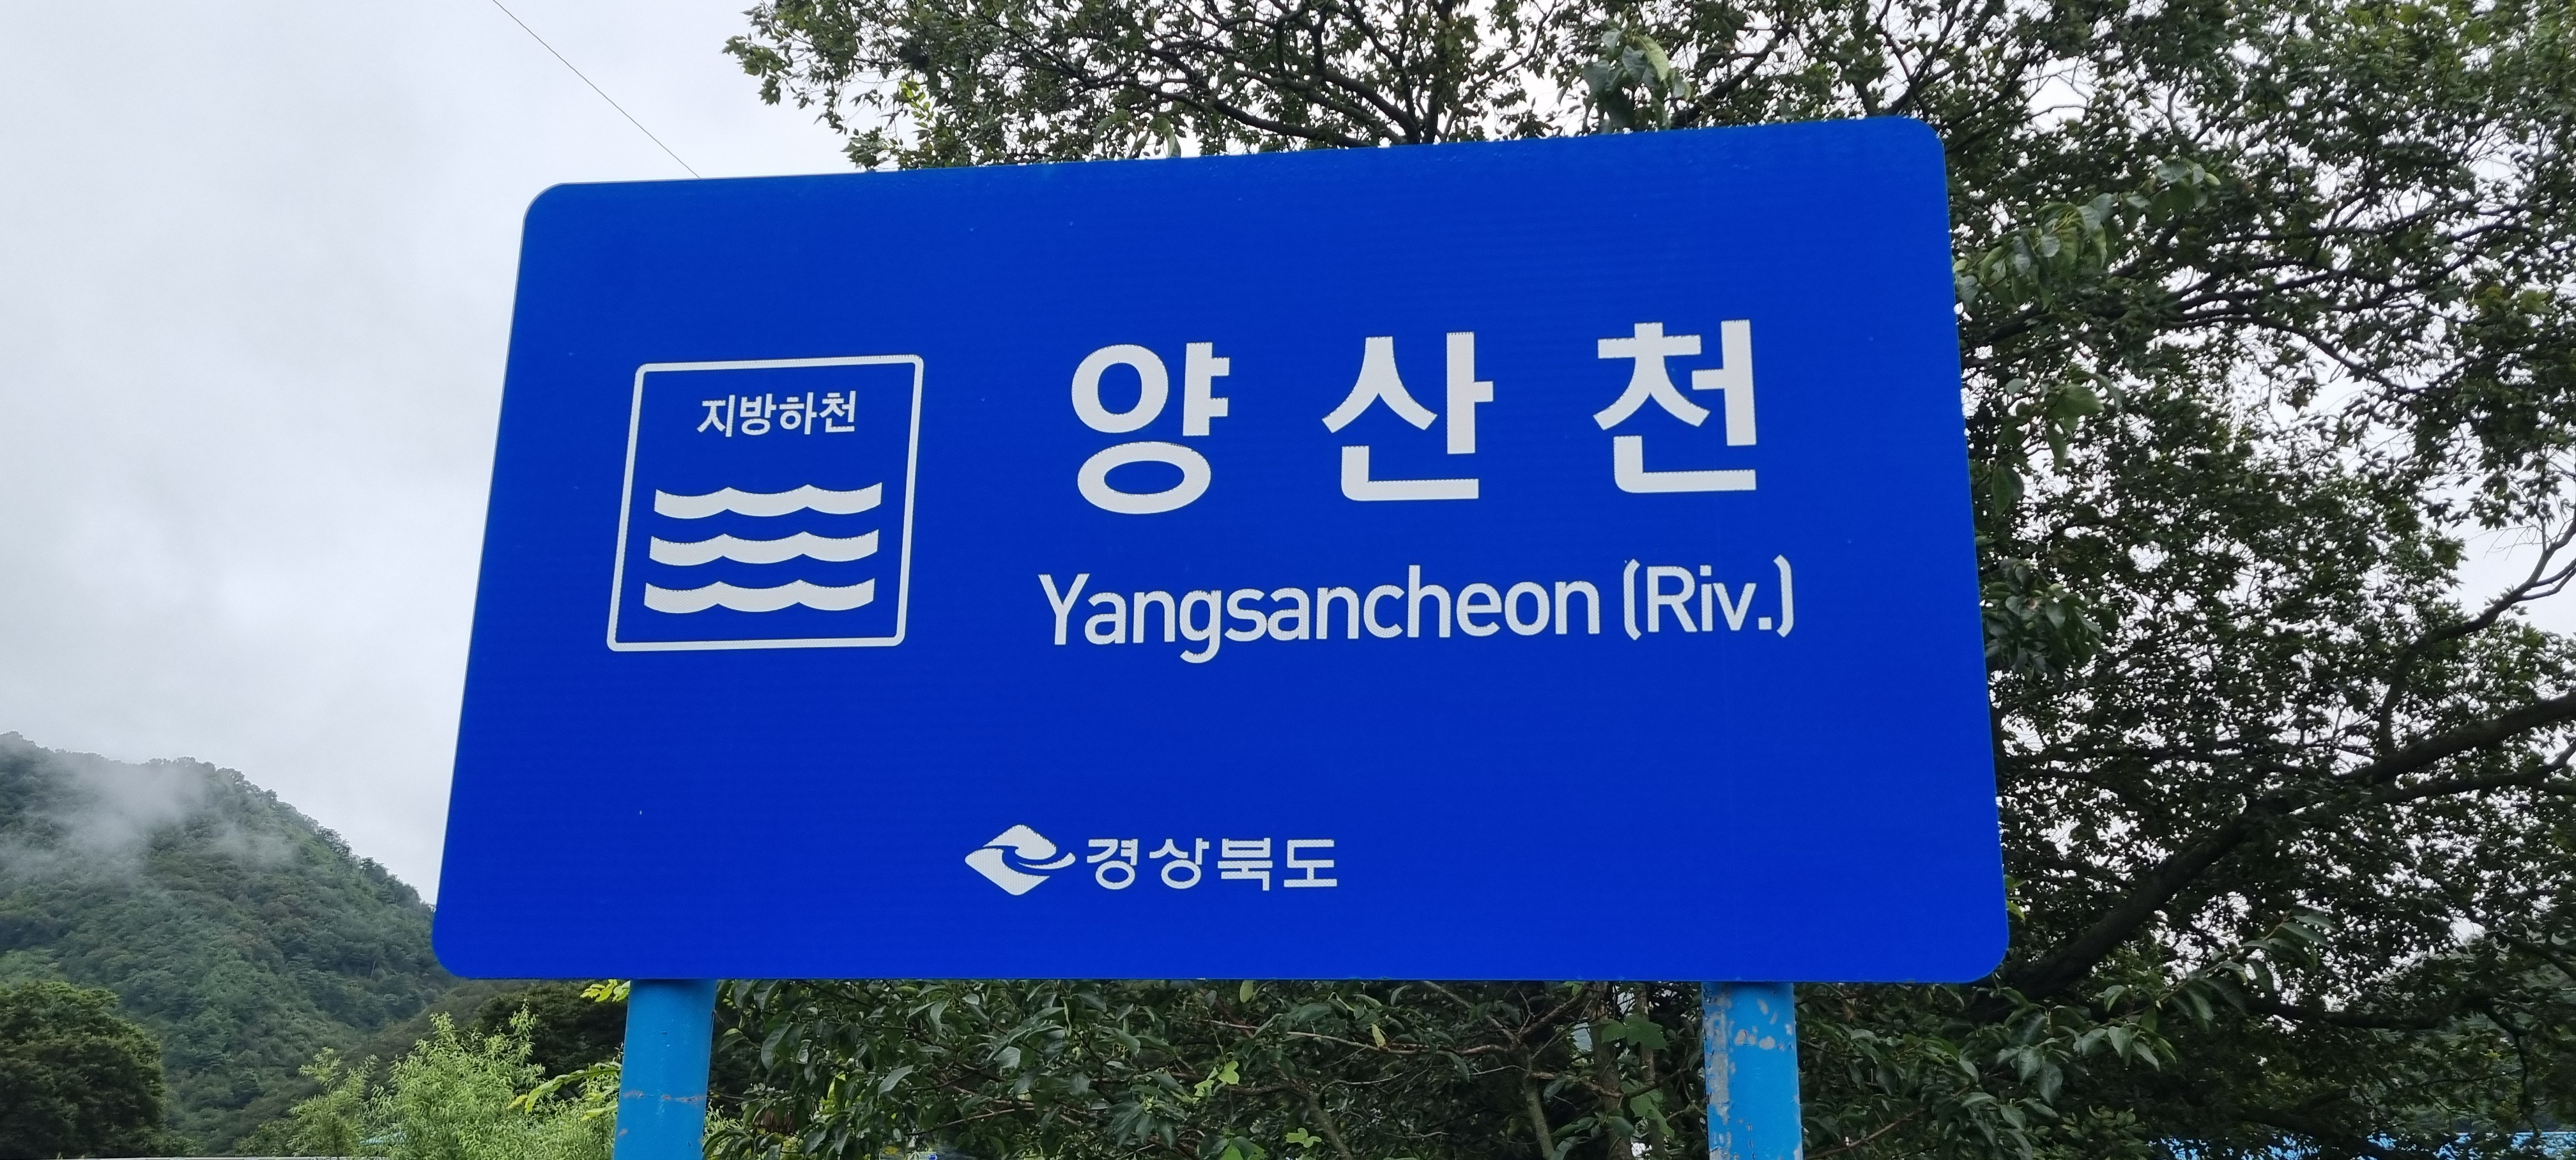 지방하천
양산천
Yangsancheon (Riv.)
경상북도